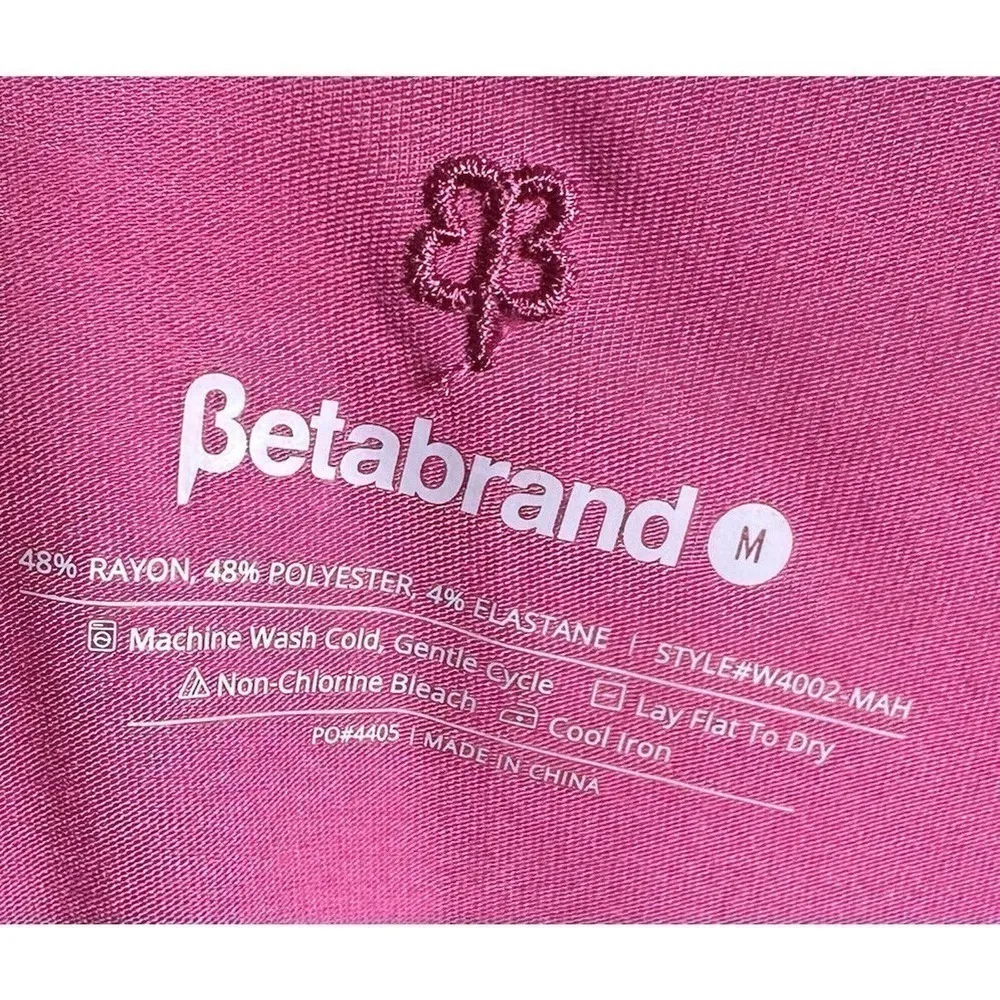 βetabrand M
48% RAYON, 48% POLYESTER, 4% ELASTANE | STYLE#W4002-MAH
Machine Wash Cold, Gentle Cycle Lay Flat To Dry
Non-Chlorine Bleach Cool Iron
PO#4405 | MADE IN CHINA